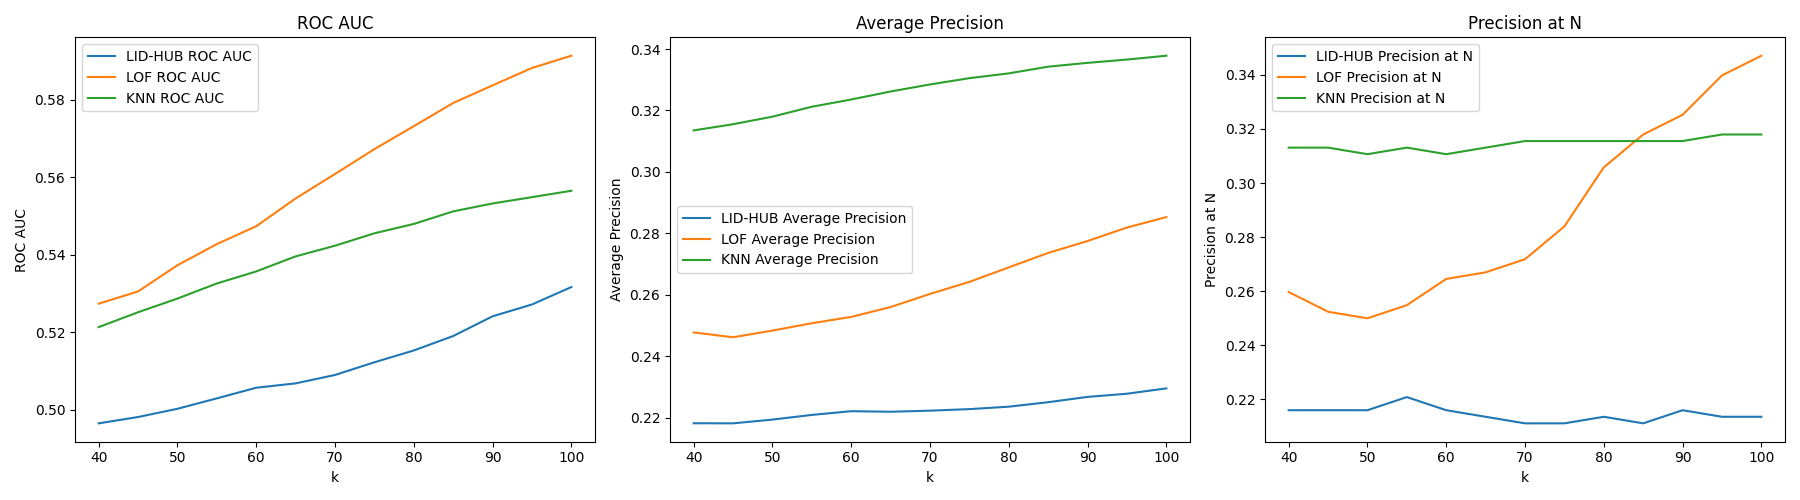 ROC AUC
LID-HUB ROC AUC
LOF ROC AUC
KNN ROC AUC
ROC AUC
0.58
0.56
0.54
0.52
0.50
40 50 60 70 80 90 100
k
Average Precision
LID-HUB Average Precision
LOF Average Precision
KNN Average Precision
Average Precision
0.34
0.32
0.30
0.28
0.26
0.24
0.22
40 50 60 70 80 90 100
k
Precision at N
LID-HUB Precision at N
LOF Precision at N
KNN Precision at N
Precision at N
0.34
0.32
0.30
0.28
0.26
0.24
0.22
40 50 60 70 80 90 100
k